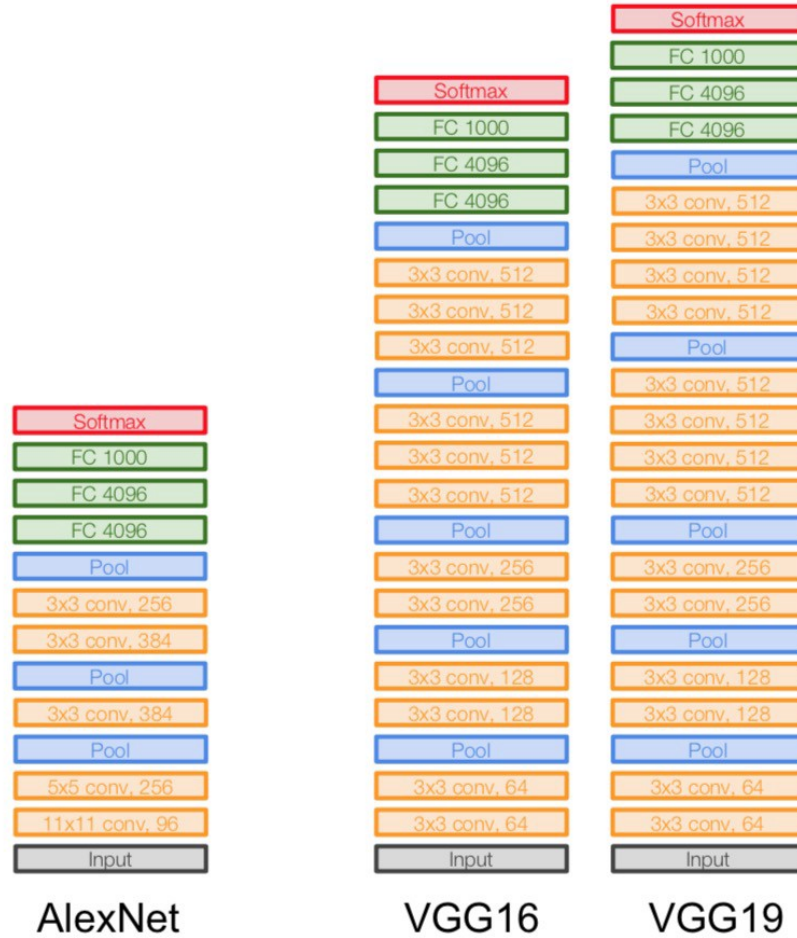 Softmax
FC 1000
FC 4096
FC 4096
Pool
3x3 conv, 256
3x3 conv, 384
Pool
3x3 conv, 384
Pool
5x5 conv, 256
11x11 conv, 96
Input
AlexNet
Softmax
FC 1000
FC 4096
FC 4096
Pool
3x3 conv, 512
3x3 conv, 512
3x3 conv, 512
Pool
3x3 conv, 512
3x3 conv, 512
3x3 conv, 512
Pool
3x3 conv, 256
3x3 conv, 256
Pool
3x3 conv, 128
3x3 conv, 128
Pool
3x3 conv, 64
3x3 conv, 64
Input
VGG16
Softmax
FC 1000
FC 4096
FC 4096
Pool
3x3 conv, 512
3x3 conv, 512
3x3 conv, 512
3x3 conv, 512
Pool
3x3 conv, 512
3x3 conv, 512
3x3 conv, 512
3x3 conv, 512
Pool
3x3 conv, 256
3x3 conv, 256
Pool
3x3 conv, 128
3x3 conv, 128
Pool
3x3 conv, 64
3x3 conv, 64
Input
VGG19